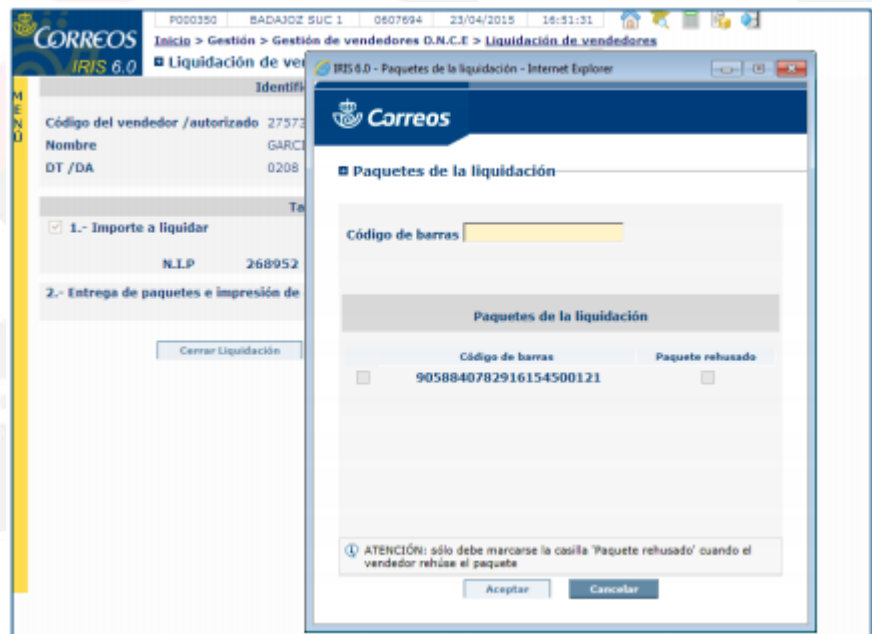 P000350 BADAJOZ SUC 1 0607694 23/04/2015 16:51:31
CORREOS
IRIS 6.0
Inicio > Gestión > Gestión de vendedores O.N.C.E > Liquidación de vendedores
Liquidación de ve
MENÚ
Identifi
Código del vendedor /autorizado 27573
Nombre GARCI
DT /DA 0208
Ta
1.- Importe a liquidar
N.I.P 268952
2.- Entrega de paquetes e impresión de
Cerrar Liquidación
IRIS 6.0 - Paquetes de la liquidación - Internet Explorer
Correos
Paquetes de la liquidación
Código de barras
Paquetes de la liquidación
Código de barras Paquete rehusado
9058840782916154500121
ATENCIÓN: sólo debe marcarse la casilla 'Paquete rehusado' cuando el
vendedor rehúse el paquete
Aceptar Cancelar